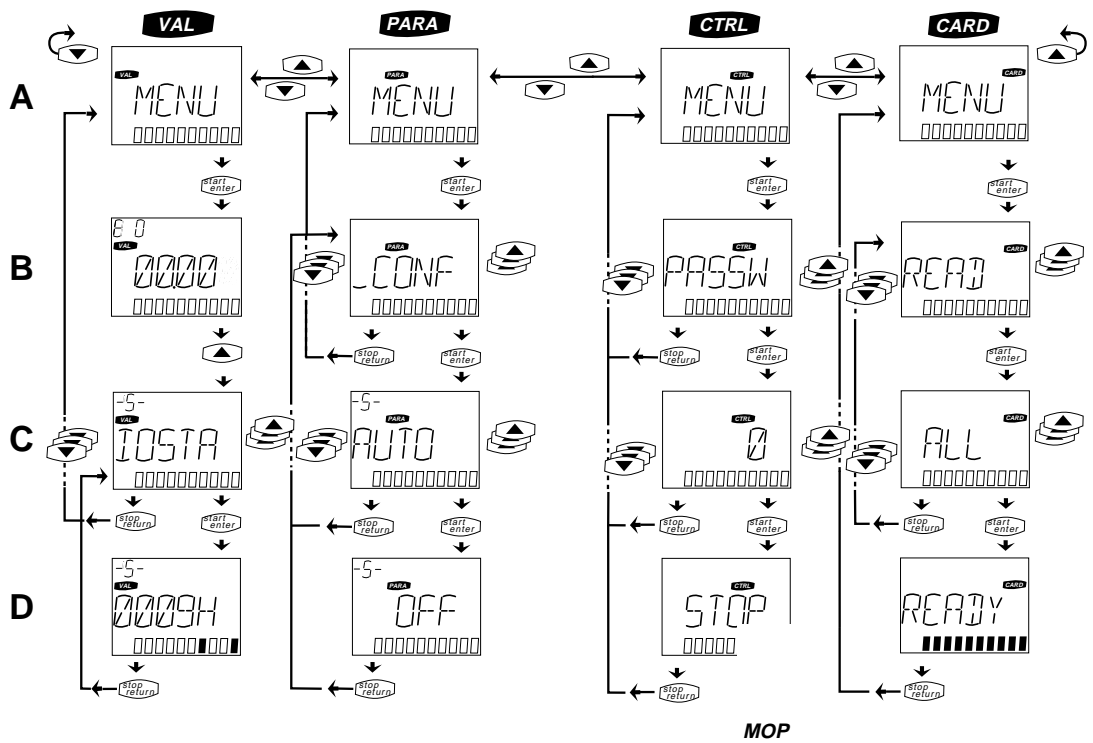 VAL PARA CTRL CARD
A
VAL
MENU
PARA
MENU
CTRL
MENU
CARD
MENU
start enter
start enter
start enter
start enter
B
VAL
0000
PARA
_CONF
CTRL
PASSW
CARD
READ
stop return
start enter
stop return
start enter
start enter
C
-S-
VAL
IOSTA
-S-
PARA
AUTO
CTRL
0
CARD
ALL
stop return
start enter
stop return
start enter
stop return
start enter
stop return
start enter
D
-S-
VAL
0009H
-S-
PARA
OFF
CTRL
STOP
CARD
READY
stop return
stop return
stop return
stop return
MOP